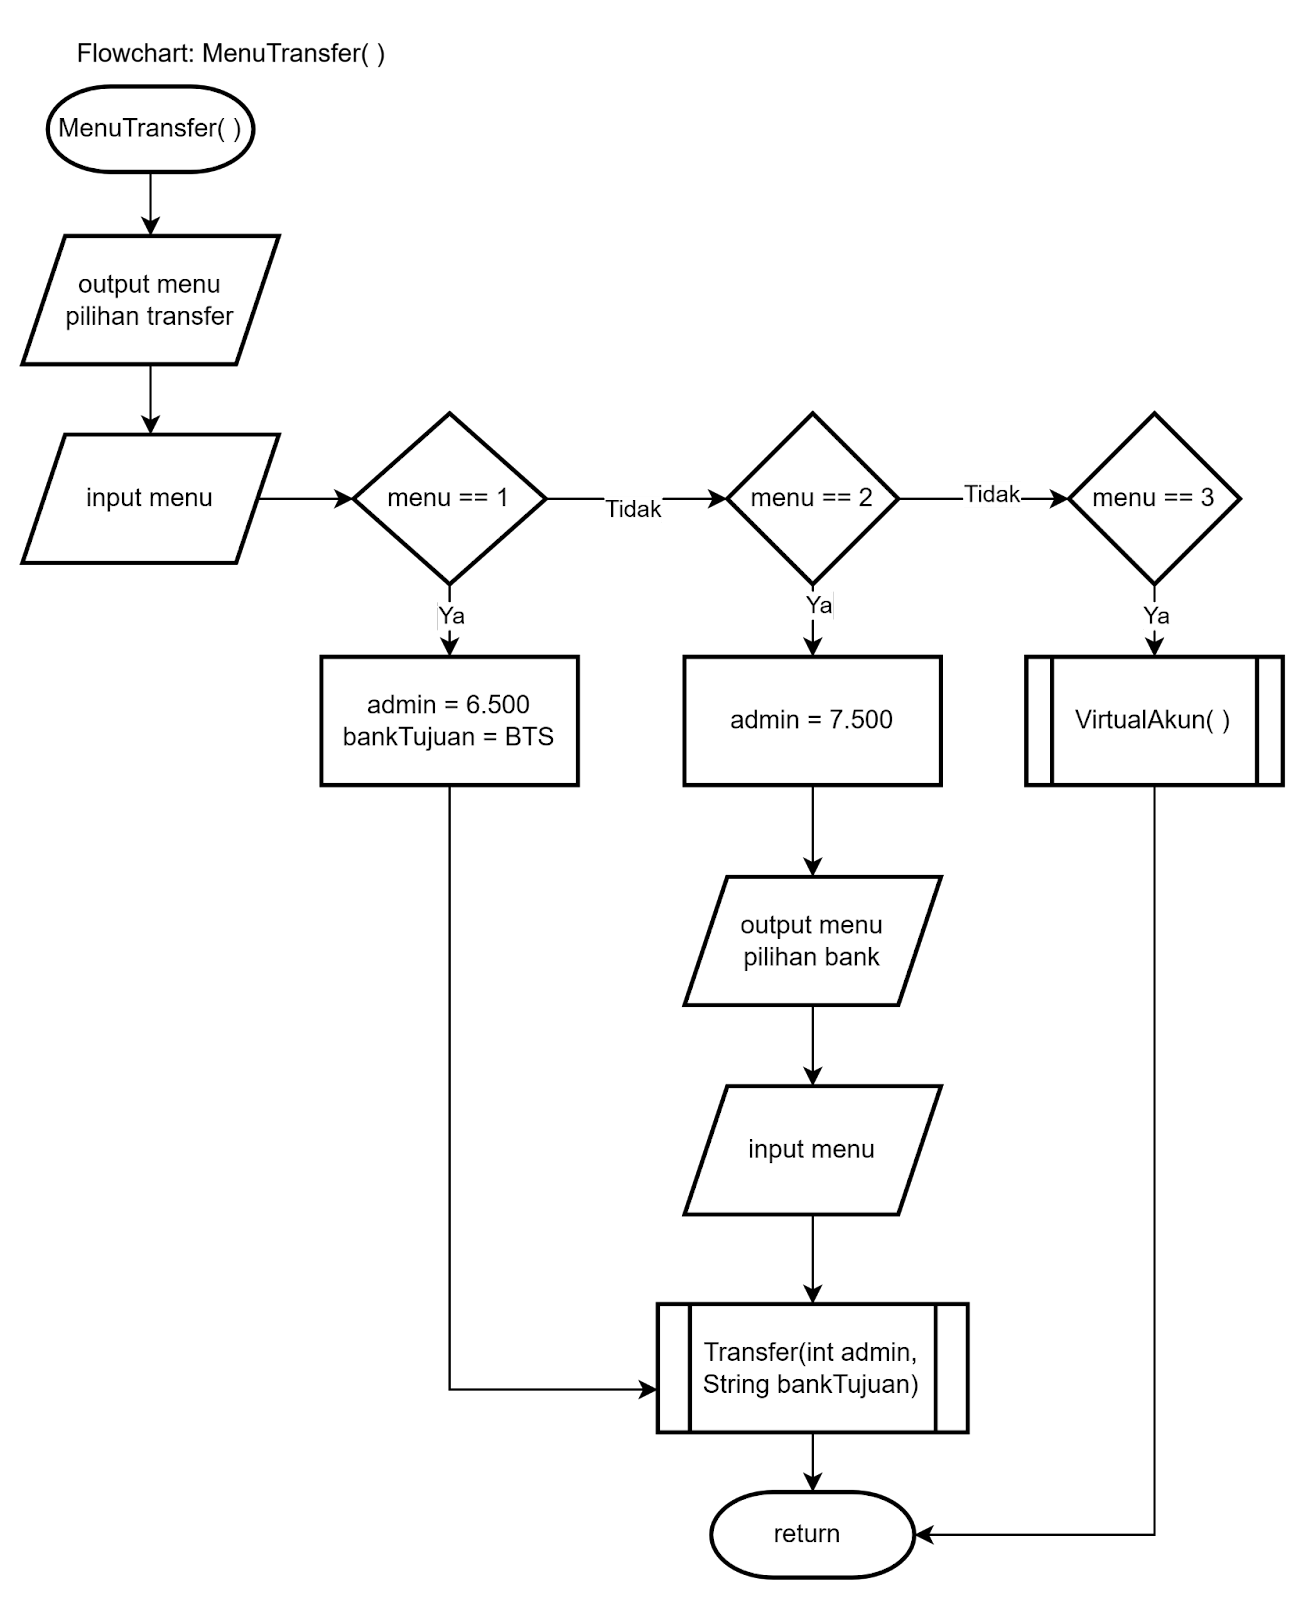 Flowchart: MenuTransfer( )
MenuTransfer( )
output menu
pilihan transfer
input menu
menu == 1
Tidak
menu == 2
Tidak
menu == 3
Ya
Ya
Ya
admin = 6.500
bankTujuan = BTS
admin = 7.500
VirtualAkun( )
output menu
pilihan bank
input menu
Transfer(int admin,
String bankTujuan)
return